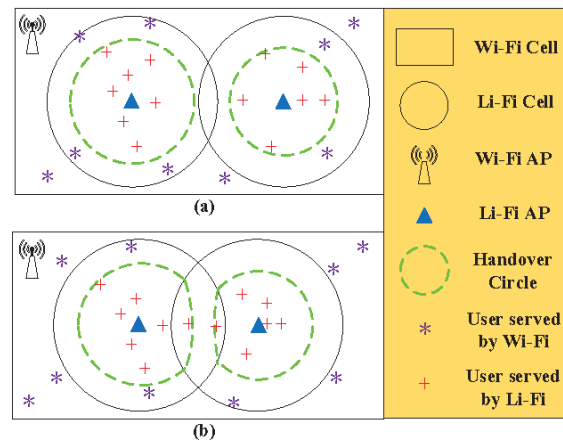 (a)
(b)
Wi-Fi Cell
Li-Fi Cell
Wi-Fi AP
Li-Fi AP
Handover
Circle
User served
by Wi-Fi
User served
by Li-Fi